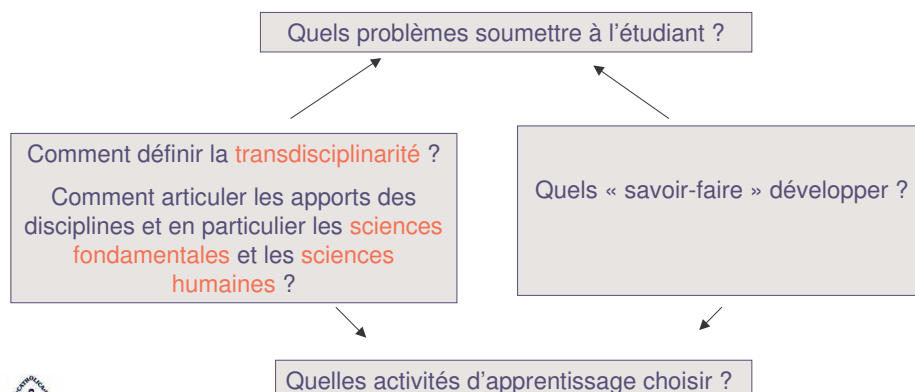 Quels problèmes soumettre à l’étudiant ?
Comment définir la transdisciplinarité ?
Comment articuler les apports des
disciplines et en particulier les sciences
fondamentales et les sciences
humaines ?
Quels « savoir-faire » développer ?
Quelles activités d’apprentissage choisir ?